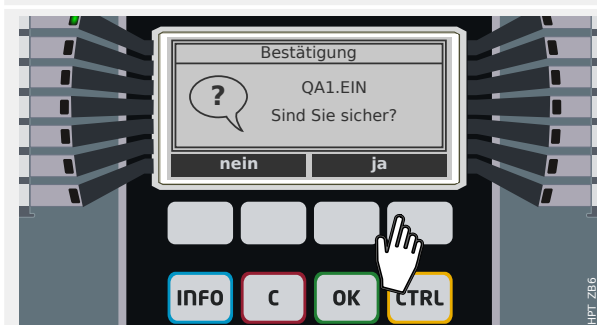 Bestätigung
?
QA1.EIN
Sind Sie sicher?
nein ja
INFO C OK CTRL
HPT_ZB6